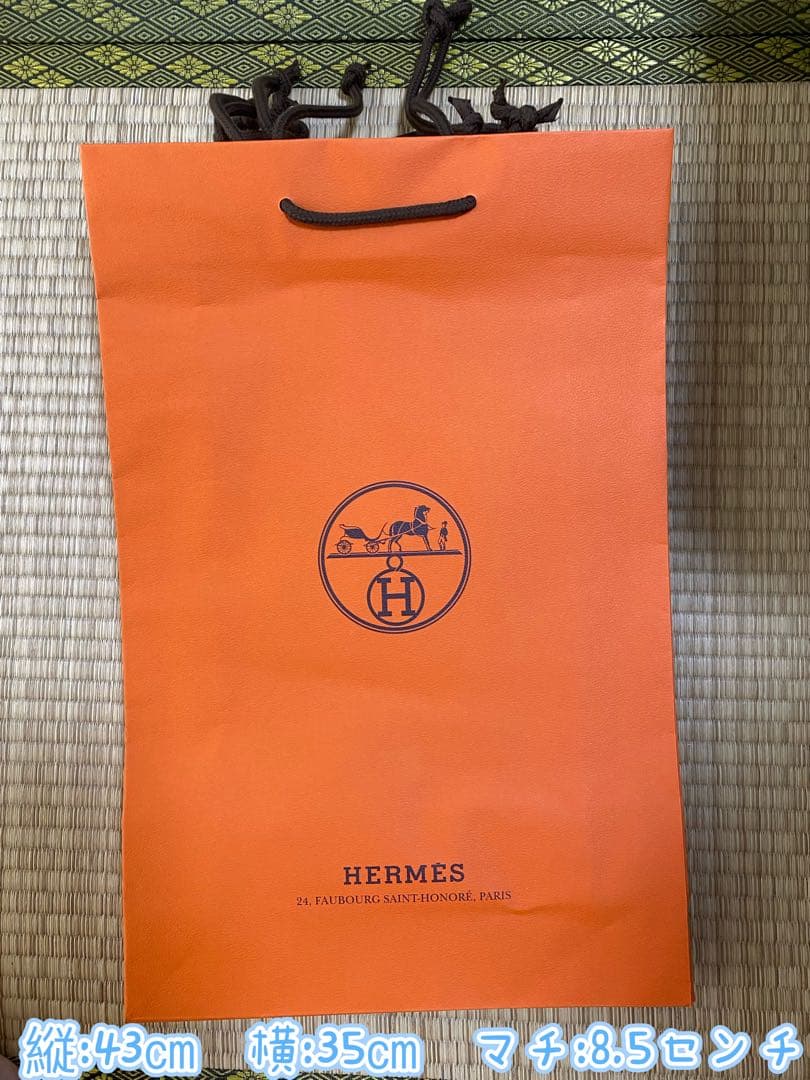 H
HERMÈS
24, FAUBOURG SAINT-HONORÉ, PARIS
縦:43cm 横:35cm マチ:8.5センチ